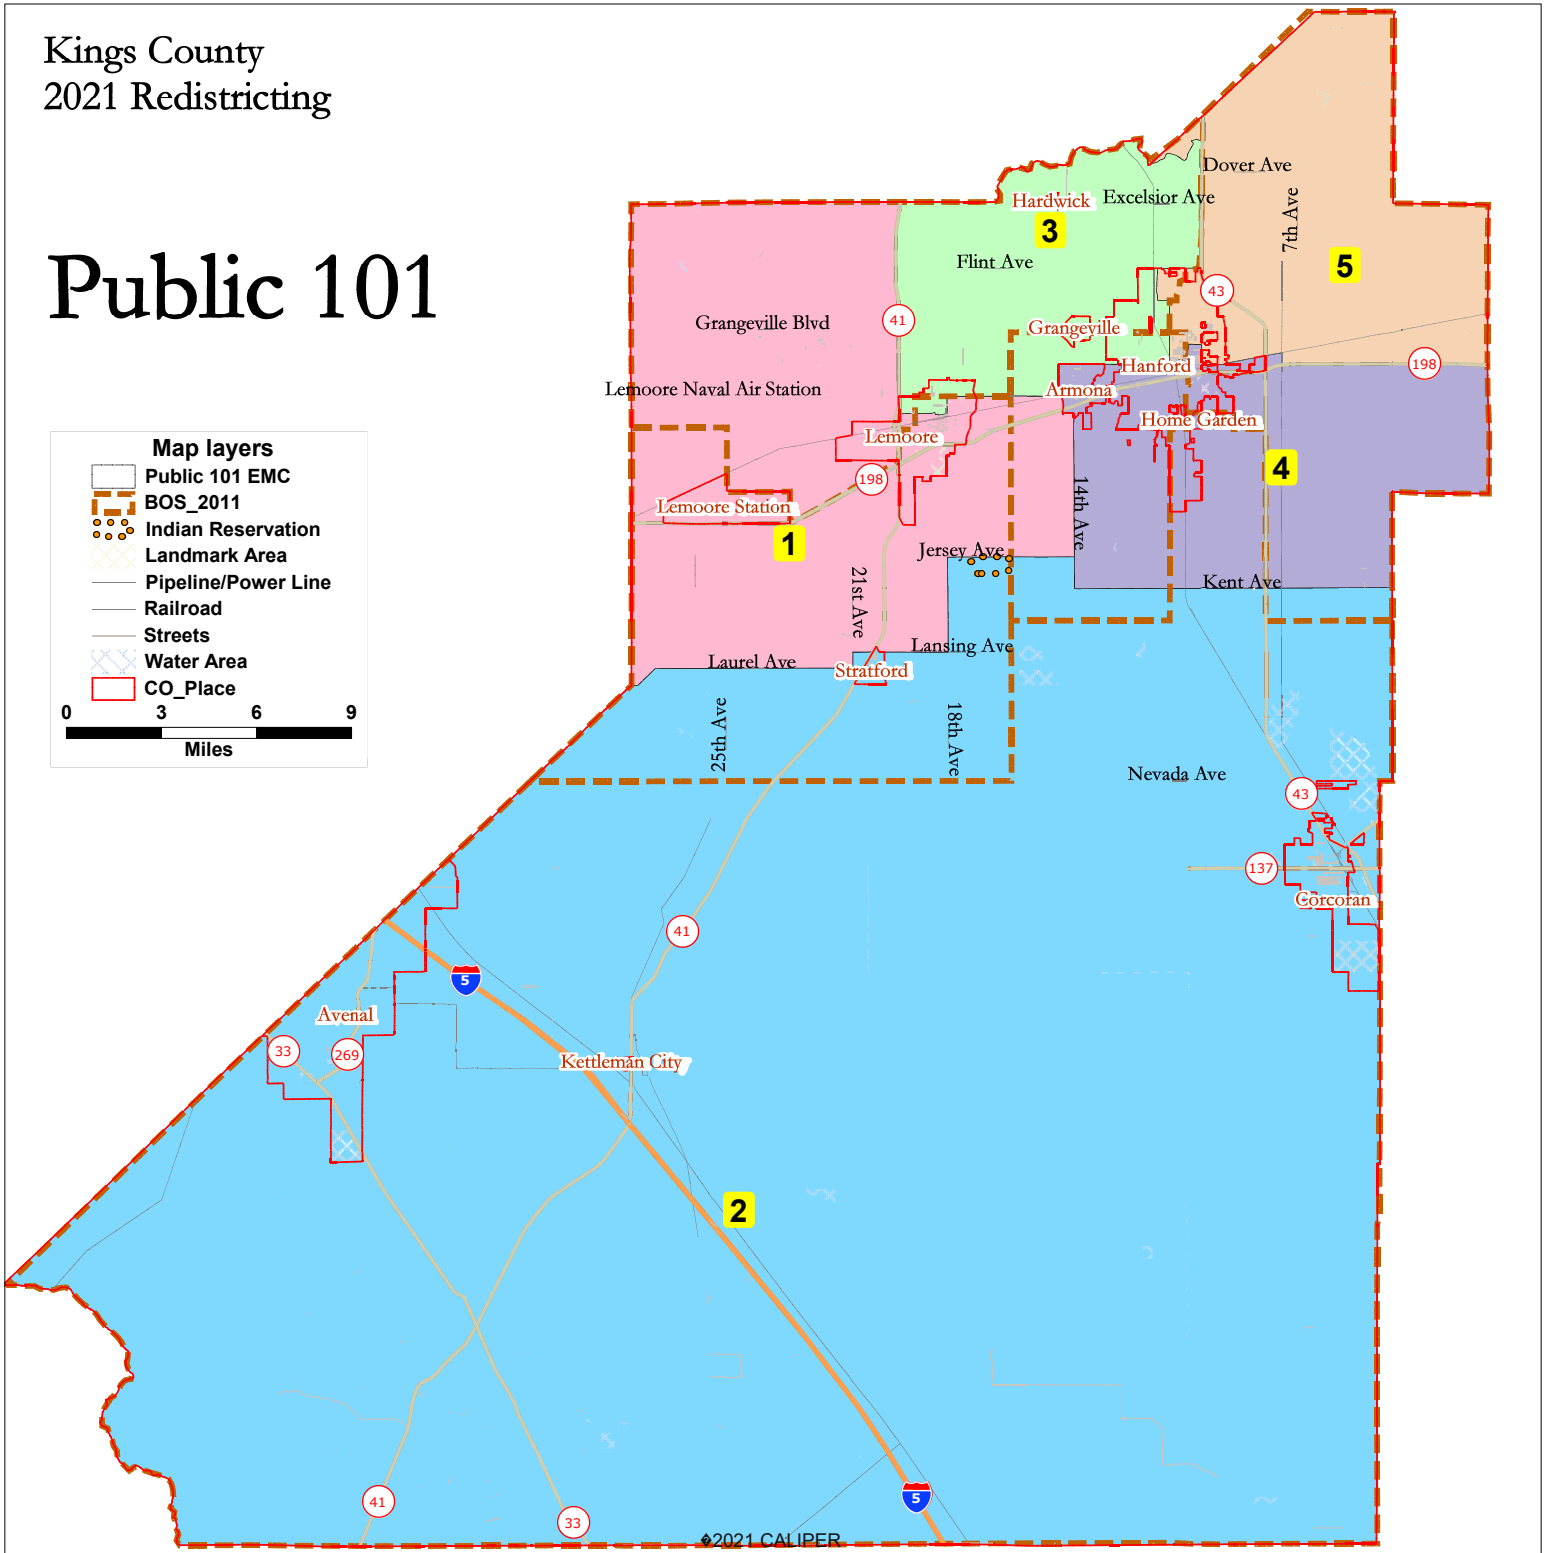 Kings County
2021 Redistricting
Public 101
Dover Ave
Excelsior Ave
Hardwick
7th Ave
3
5
Flint Ave
43
41
Grangeville Blvd
Grangeville
Hanford
198
Lemoore Naval Air Station
Armona
Home Garden
Lemoore
4
198
Lemoore Station
14th Ave
1
Jersey Ave
21st Ave
Kent Ave
Lansing Ave
Laurel Ave
Stratford
25th Ave
18th Ave
Nevada Ave
43
137
Corcoran
41
5
Avenal
33
269
Kettleman City
2
41
33
5
Map layers
Public 101 EMC
BOS_2011
Indian Reservation
Landmark Area
Pipeline/Power Line
Railroad
Streets
Water Area
CO_Place
0 3 6 9
Miles
�2021 CALIPER